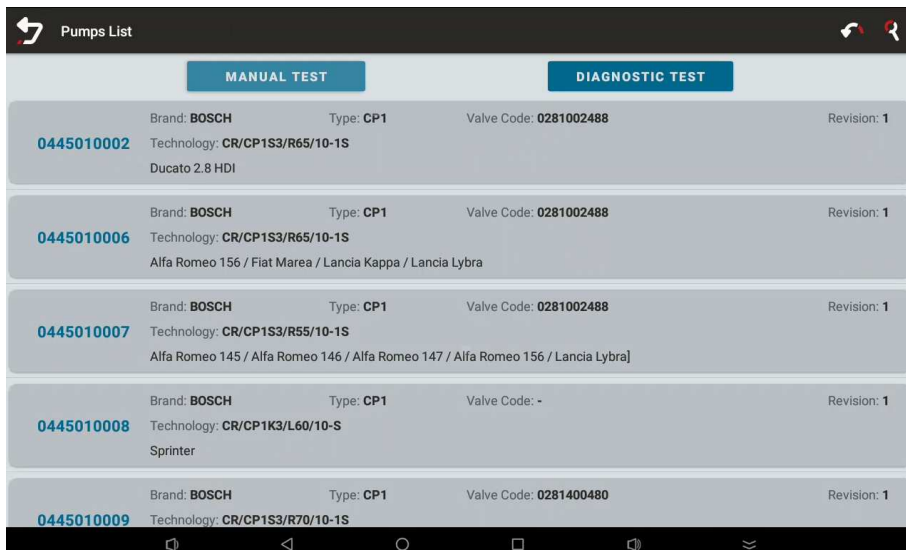 Pumps List
MANUAL TEST DIAGNOSTIC TEST
Brand: BOSCH Type: CP1 Valve Code: 0281002488 Revision: 1
0445010002 Technology: CR/CP1S3/R65/10-1S
Ducato 2.8 HDI
Brand: BOSCH Type: CP1 Valve Code: 0281002488 Revision: 1
0445010006 Technology: CR/CP1S3/R65/10-1S
Alfa Romeo 156 / Fiat Marea / Lancia Kappa / Lancia Lybra
Brand: BOSCH Type: CP1 Valve Code: 0281002488 Revision: 1
0445010007 Technology: CR/CP1S3/R55/10-1S
Alfa Romeo 145 / Alfa Romeo 146 / Alfa Romeo 147 / Alfa Romeo 156 / Lancia Lybra]
Brand: BOSCH Type: CP1 Valve Code: - Revision: 1
0445010008 Technology: CR/CP1K3/L60/10-S
Sprinter
Brand: BOSCH Type: CP1 Valve Code: 0281400480 Revision: 1
0445010009 Technology: CR/CP1S3/R70/10-1S